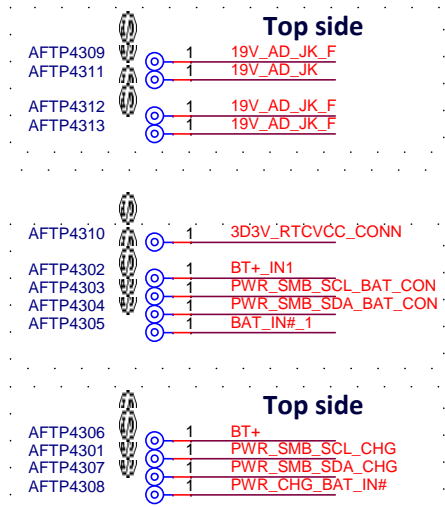 Top side
AFTP4309 1 19V_AD_JK_F
AFTP4311 1 19V_AD_JK
AFTP4312 1 19V_AD_JK_F
AFTP4313 1 19V_AD_JK_F
AFTP4310 1 3D3V_RTCVCC_CONN
AFTP4302 1 BT+_IN1
AFTP4303 1 PWR_SMB_SCL_BAT_CON
AFTP4304 1 PWR_SMB_SDA_BAT_CON
AFTP4305 1 BAT_IN#_1
Top side
AFTP4306 1 BT+
AFTP4301 1 PWR_SMB_SCL_CHG
AFTP4307 1 PWR_SMB_SDA_CHG
AFTP4308 1 PWR_CHG_BAT_IN#